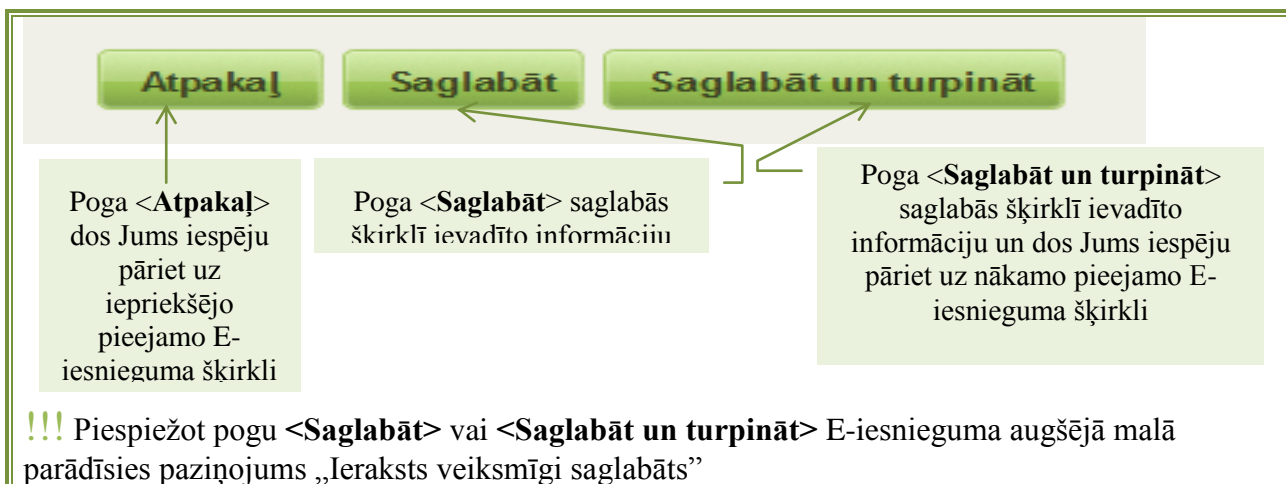 Atpakaļ Saglabāt Saglabāt un turpināt
Poga <Atpakaļ>
dos Jums iespēju
pāriet uz
iepriekšējo
pieejamo E-
iesnieguma šķirkli
Poga <Saglabāt> saglabās
šķirklī ievadīto informāciju
Poga <Saglabāt un turpināt>
saglabās šķirklī ievadīto
informāciju un dos Jums iespēju
pāriet uz nākamo pieejamo E-
iesnieguma šķirkli
!!! Piespiežot pogu <Saglabāt> vai <Saglabāt un turpināt> E-iesnieguma augšējā malā
parādīsies paziņojums „Ieraksts veiksmīgi saglabāts”